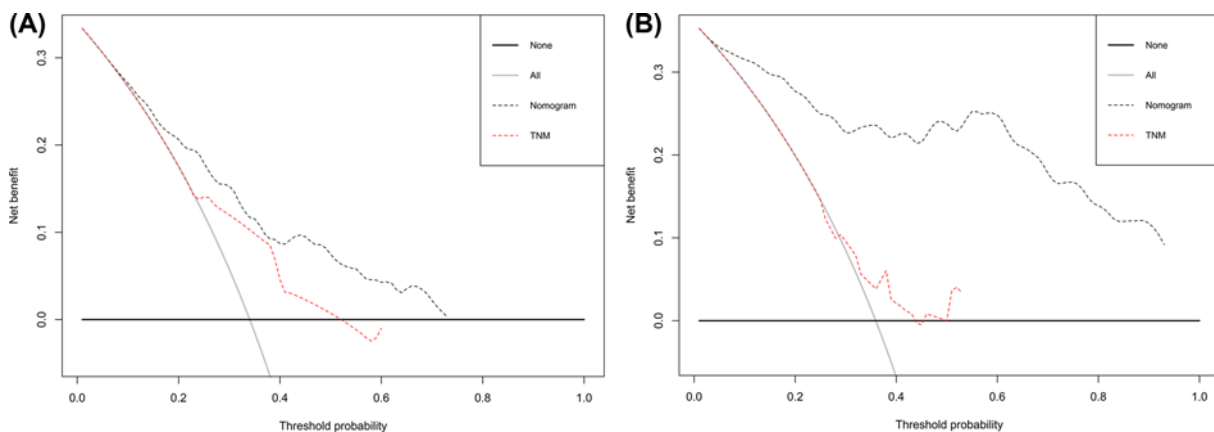 (A)
None
All
Nomogram
TNM
Net benefit
0.3
0.2
0.1
0.0
0.0 0.2 0.4 0.6 0.8 1.0
Threshold probability
(B)
None
All
Nomogram
TNM
Net benefit
0.3
0.2
0.1
0.0
0.0 0.2 0.4 0.6 0.8 1.0
Threshold probability